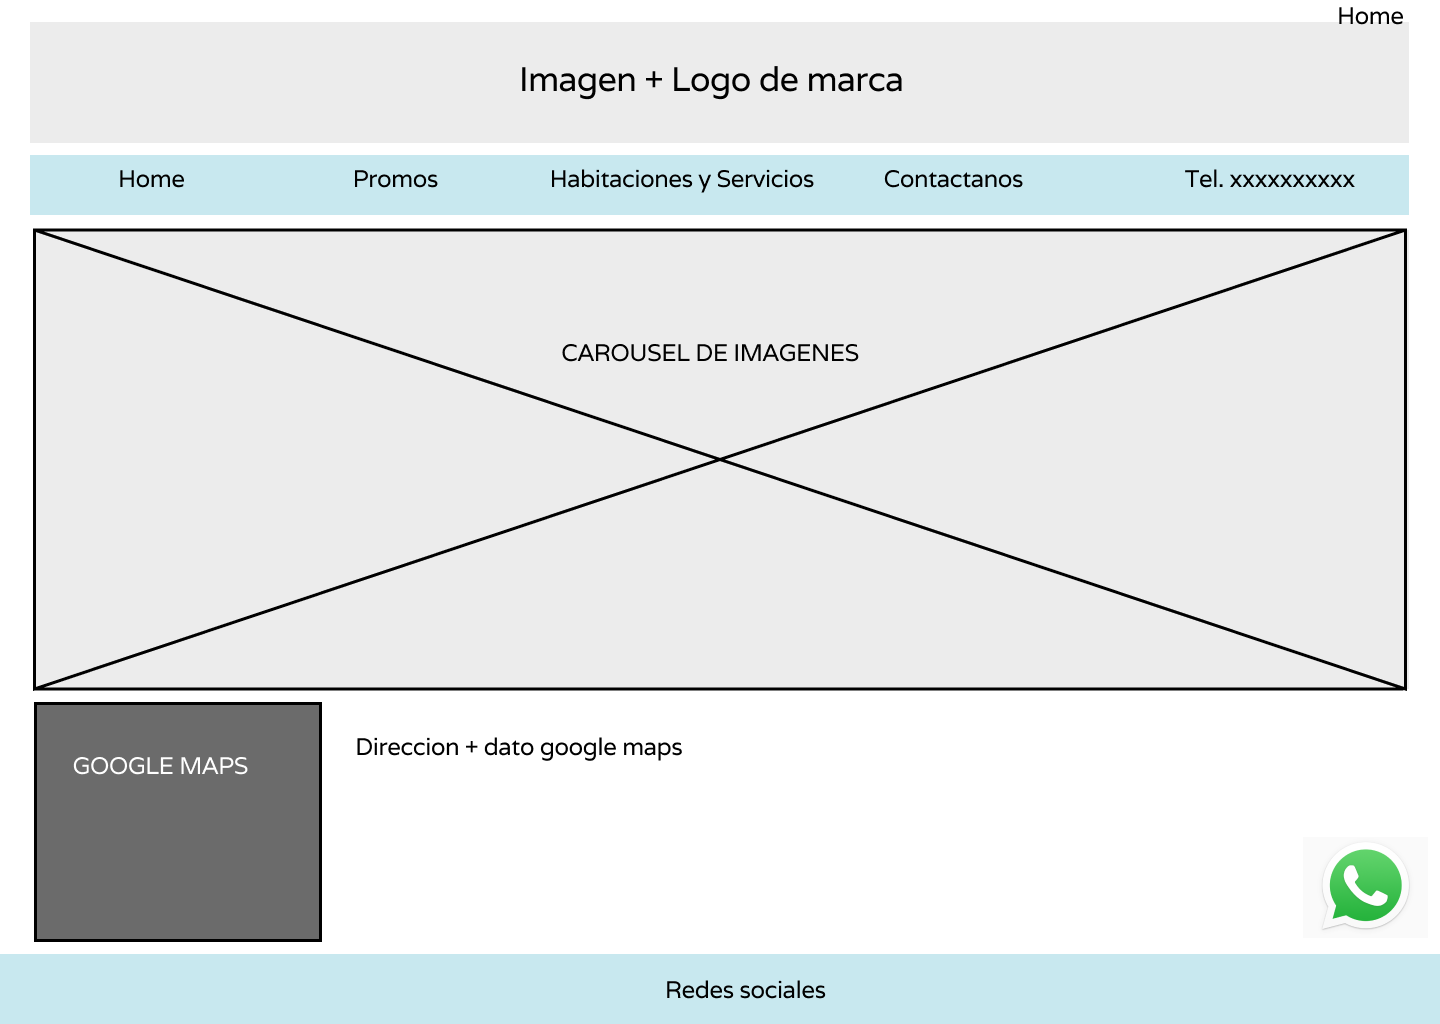 Home
Imagen + Logo de marca
Home
Promos
Habitaciones y Servicios
Contactanos
Tel. xxxxxxxxxx
CAROUSEL DE IMAGENES
GOOGLE MAPS
Direccion + dato google maps
Redes sociales